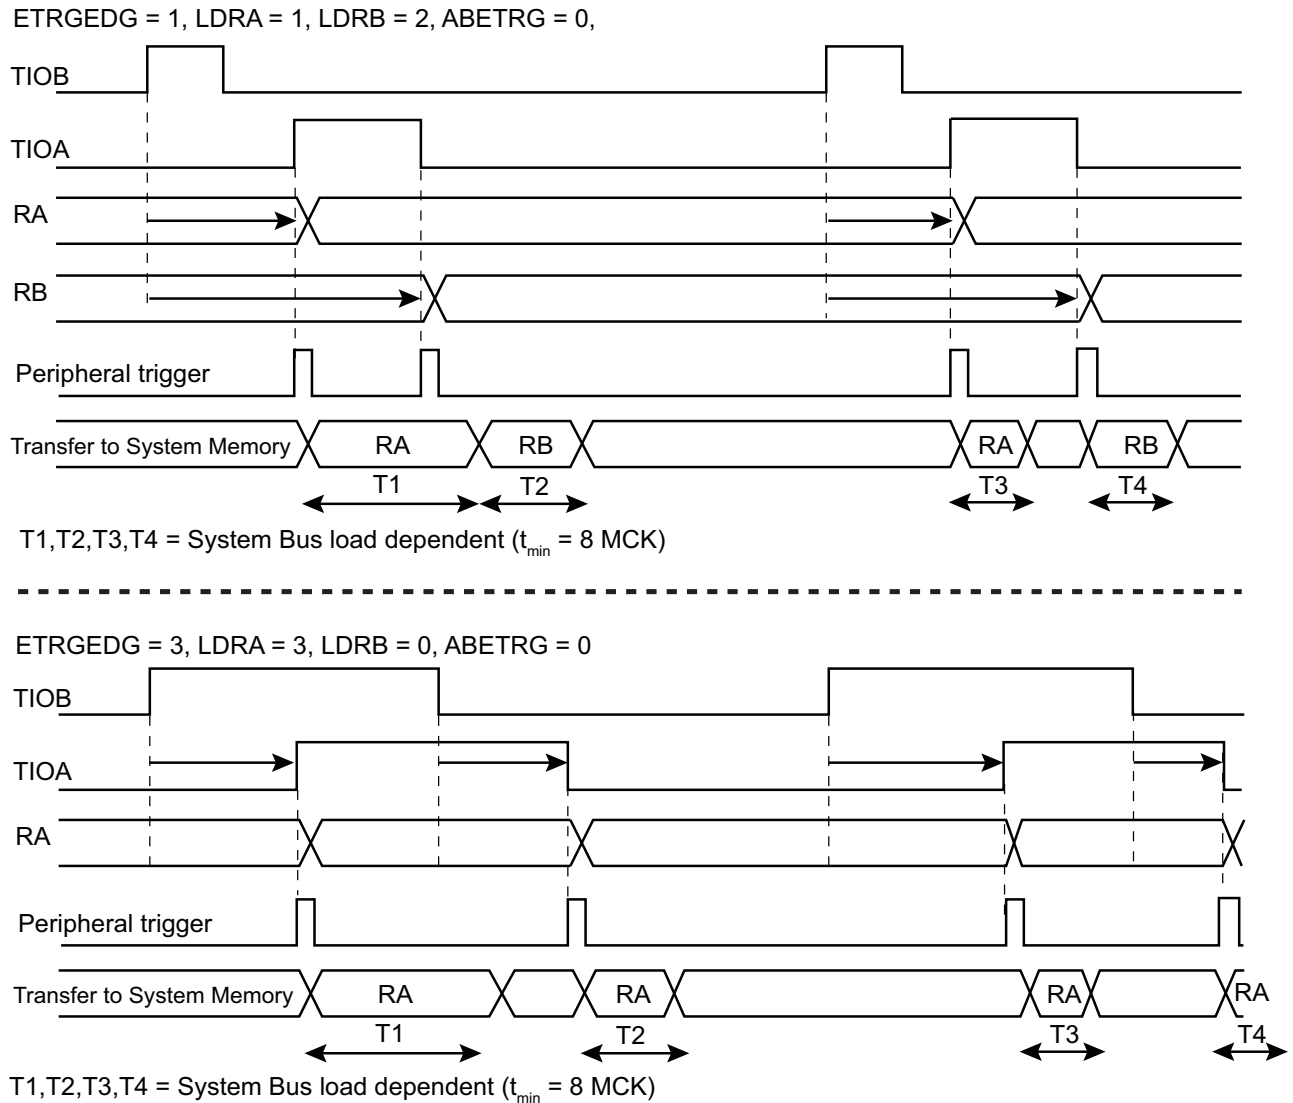 ETRGEDG = 1, LDRA = 1, LDRB = 2, ABETRG = 0,
TIOB
TIOA
RA
RB
Peripheral trigger
Transfer to System Memory RA RB RA RB
T1 T2 T3 T4
T1,T2,T3,T4 = System Bus load dependent (tmin = 8 MCK)
ETRGEDG = 3, LDRA = 3, LDRB = 0, ABETRG = 0
TIOB
TIOA
RA
Peripheral trigger
Transfer to System Memory RA RA RA RA
T1 T2 T3 T4
T1,T2,T3,T4 = System Bus load dependent (tmin = 8 MCK)